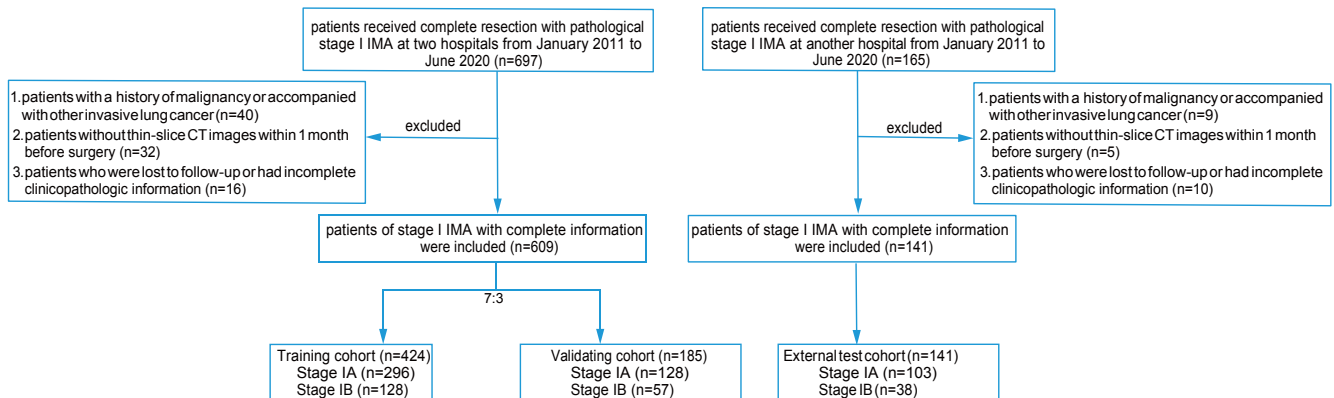 patients received complete resection with pathological
stage I IMA at two hospitals from January 2011 to
June 2020 (n=697)
patients received complete resection with pathological
stage I IMA at another hospital from January 2011 to
June 2020 (n=165)
1.patients with a history of malignancy or accompanied
with other invasive lung cancer (n=40)
2.patients without thin-slice CT images within 1 month
before surgery (n=32)
3.patients who were lost to follow-up or had incomplete
clinicopathologic information (n=16)
excluded
excluded
1.patients with a history of malignancy or accompanied
with other invasive lung cancer (n=9)
2.patients without thin-slice CT images within 1 month
before surgery (n=5)
3.patients who were lost to follow-up or had incomplete
clinicopathologic information (n=10)
patients of stage I IMA with complete information
were included (n=609)
patients of stage I IMA with complete information
were included (n=141)
7:3
Training cohort (n=424)
Stage IA (n=296)
Stage IB (n=128)
Validating cohort (n=185)
Stage IA (n=128)
Stage IB (n=57)
External test cohort (n=141)
Stage IA (n=103)
Stage IB (n=38)